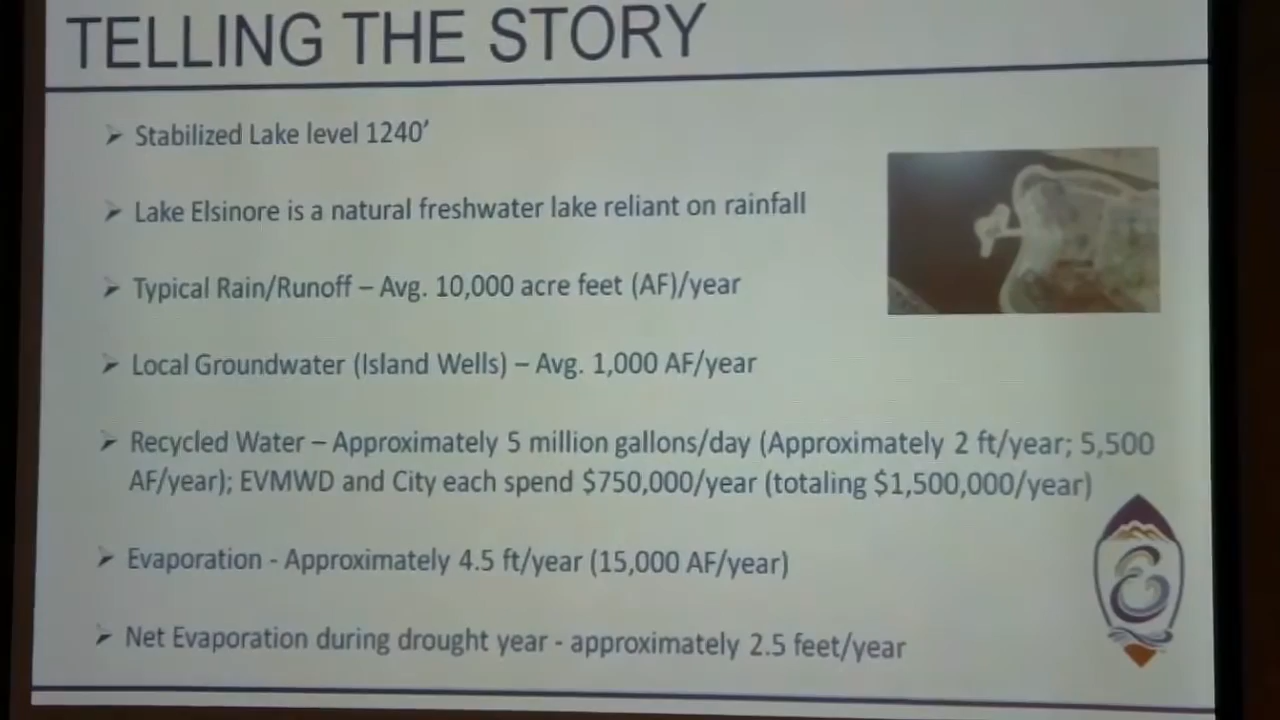 TELLING THE STORY
➢ Stabilized Lake level 1240’
➢ Lake Elsinore is a natural freshwater lake reliant on rainfall
➢ Typical Rain/Runoff – Avg. 10,000 acre feet (AF)/year
➢ Local Groundwater (Island Wells) – Avg. 1,000 AF/year
➢ Recycled Water – Approximately 5 million gallons/day (Approximately 2 ft/year; 5,500
AF/year); EVMWD and City each spend $750,000/year (totaling $1,500,000/year)
➢ Evaporation - Approximately 4.5 ft/year (15,000 AF/year)
➢ Net Evaporation during drought year - approximately 2.5 feet/year